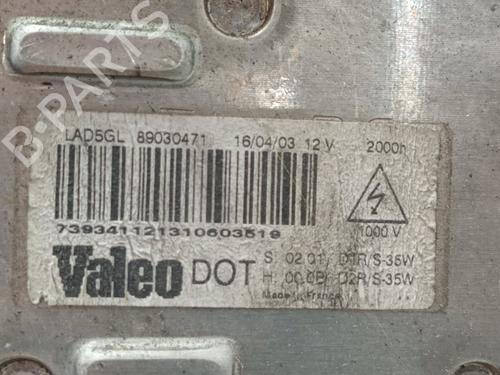 B-PARTS
LAD5GL 89030471 16/04/03 12 V 2000h
739341121310603519
1000 V
Valeo DOT S: 02.01/ D1R/S-35W
H: 00.0B/ D2R/S-35W
Made in France